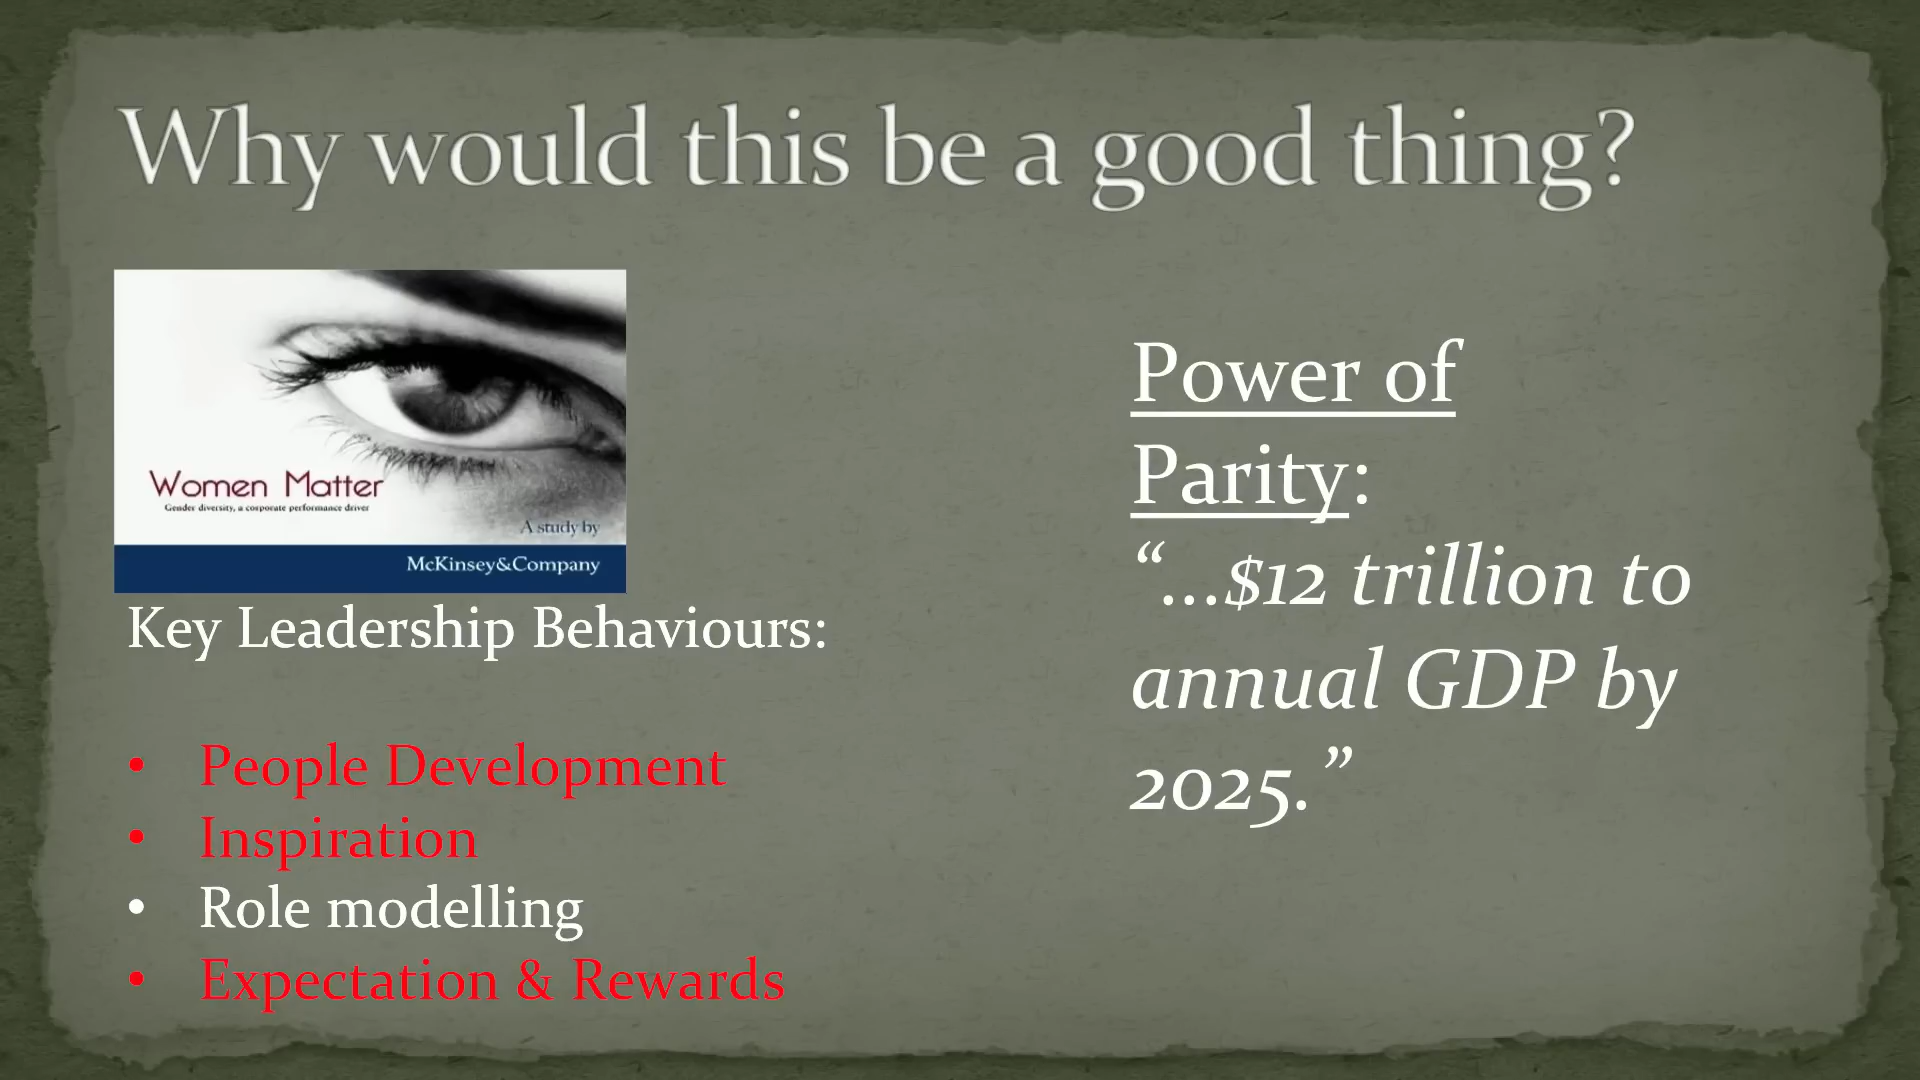 Why would this be a good thing?
Women Matter
Gender diversity, a corporate performance driver
A study by
McKinsey&Company
Key Leadership Behaviours:
• People Development
• Inspiration
• Role modelling
• Expectation & Rewards
Power of
Parity:
“…$12 trillion to
annual GDP by
2025.”